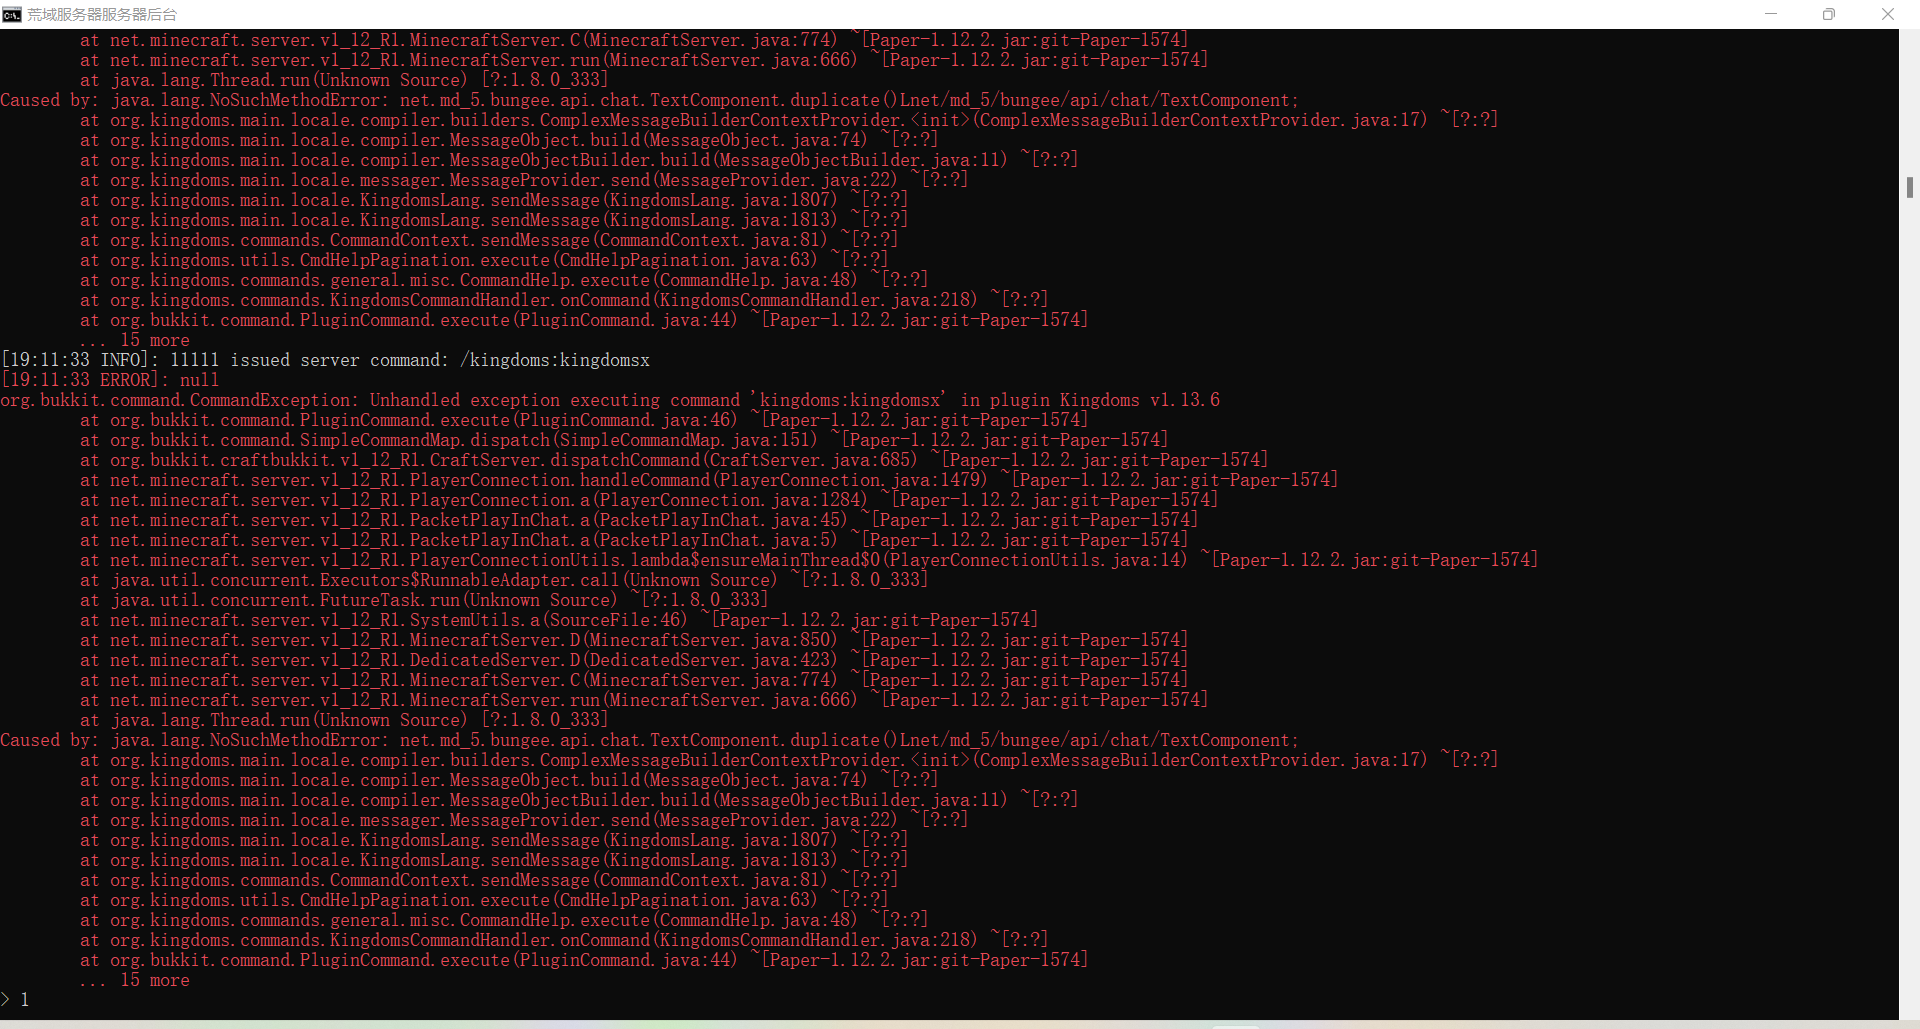 荒域服务器服务器后台
at net.minecraft.server.v1_12_R1.MinecraftServer.C(MinecraftServer.java:774) ~[Paper-1.12.2.jar:git-Paper-1574]
at net.minecraft.server.v1_12_R1.MinecraftServer.run(MinecraftServer.java:666) ~[Paper-1.12.2.jar:git-Paper-1574]
at java.lang.Thread.run(Unknown Source) [?:1.8.0_333]
Caused by: java.lang.NoSuchMethodError: net.md_5.bungee.api.chat.TextComponent.duplicate()Lnet/md_5/bungee/api/chat/TextComponent;
at org.kingdoms.main.locale.compiler.builders.ComplexMessageBuilderContextProvider.<init>(ComplexMessageBuilderContextProvider.java:17) ~[?:?]
at org.kingdoms.main.locale.compiler.MessageObject.build(MessageObject.java:74) ~[?:?]
at org.kingdoms.main.locale.compiler.MessageObjectBuilder.build(MessageObjectBuilder.java:11) ~[?:?]
at org.kingdoms.main.locale.messager.MessageProvider.send(MessageProvider.java:22) ~[?:?]
at org.kingdoms.main.locale.KingdomsLang.sendMessage(KingdomsLang.java:1807) ~[?:?]
at org.kingdoms.main.locale.KingdomsLang.sendMessage(KingdomsLang.java:1813) ~[?:?]
at org.kingdoms.commands.CommandContext.sendMessage(CommandContext.java:81) ~[?:?]
at org.kingdoms.utils.CmdHelpPagination.execute(CmdHelpPagination.java:63) ~[?:?]
at org.kingdoms.commands.general.misc.CommandHelp.execute(CommandHelp.java:48) ~[?:?]
at org.kingdoms.commands.KingdomsCommandHandler.onCommand(KingdomsCommandHandler.java:218) ~[?:?]
at org.bukkit.command.PluginCommand.execute(PluginCommand.java:44) ~[Paper-1.12.2.jar:git-Paper-1574]
... 15 more
[19:11:33 INFO]: 11111 issued server command: /kingdoms:kingdomsx
[19:11:33 ERROR]: null
org.bukkit.command.CommandException: Unhandled exception executing command 'kingdoms:kingdomsx' in plugin Kingdoms v1.13.6
at org.bukkit.command.PluginCommand.execute(PluginCommand.java:46) ~[Paper-1.12.2.jar:git-Paper-1574]
at org.bukkit.command.SimpleCommandMap.dispatch(SimpleCommandMap.java:151) ~[Paper-1.12.2.jar:git-Paper-1574]
at org.bukkit.craftbukkit.v1_12_R1.CraftServer.dispatchCommand(CraftServer.java:685) ~[Paper-1.12.2.jar:git-Paper-1574]
at net.minecraft.server.v1_12_R1.PlayerConnection.handleCommand(PlayerConnection.java:1479) ~[Paper-1.12.2.jar:git-Paper-1574]
at net.minecraft.server.v1_12_R1.PlayerConnection.a(PlayerConnection.java:1284) ~[Paper-1.12.2.jar:git-Paper-1574]
at net.minecraft.server.v1_12_R1.PacketPlayInChat.a(PacketPlayInChat.java:45) ~[Paper-1.12.2.jar:git-Paper-1574]
at net.minecraft.server.v1_12_R1.PacketPlayInChat.a(PacketPlayInChat.java:5) ~[Paper-1.12.2.jar:git-Paper-1574]
at net.minecraft.server.v1_12_R1.PlayerConnectionUtils.lambda$ensureMainThread$0(PlayerConnectionUtils.java:14) ~[Paper-1.12.2.jar:git-Paper-1574]
at java.util.concurrent.Executors$RunnableAdapter.call(Unknown Source) ~[?:1.8.0_333]
at java.util.concurrent.FutureTask.run(Unknown Source) ~[?:1.8.0_333]
at net.minecraft.server.v1_12_R1.SystemUtils.a(SourceFile:46) ~[Paper-1.12.2.jar:git-Paper-1574]
at net.minecraft.server.v1_12_R1.MinecraftServer.D(MinecraftServer.java:850) ~[Paper-1.12.2.jar:git-Paper-1574]
at net.minecraft.server.v1_12_R1.DedicatedServer.D(DedicatedServer.java:423) ~[Paper-1.12.2.jar:git-Paper-1574]
at net.minecraft.server.v1_12_R1.MinecraftServer.C(MinecraftServer.java:774) ~[Paper-1.12.2.jar:git-Paper-1574]
at net.minecraft.server.v1_12_R1.MinecraftServer.run(MinecraftServer.java:666) ~[Paper-1.12.2.jar:git-Paper-1574]
at java.lang.Thread.run(Unknown Source) [?:1.8.0_333]
Caused by: java.lang.NoSuchMethodError: net.md_5.bungee.api.chat.TextComponent.duplicate()Lnet/md_5/bungee/api/chat/TextComponent;
at org.kingdoms.main.locale.compiler.builders.ComplexMessageBuilderContextProvider.<init>(ComplexMessageBuilderContextProvider.java:17) ~[?:?]
at org.kingdoms.main.locale.compiler.MessageObject.build(MessageObject.java:74) ~[?:?]
at org.kingdoms.main.locale.compiler.MessageObjectBuilder.build(MessageObjectBuilder.java:11) ~[?:?]
at org.kingdoms.main.locale.messager.MessageProvider.send(MessageProvider.java:22) ~[?:?]
at org.kingdoms.main.locale.KingdomsLang.sendMessage(KingdomsLang.java:1807) ~[?:?]
at org.kingdoms.main.locale.KingdomsLang.sendMessage(KingdomsLang.java:1813) ~[?:?]
at org.kingdoms.commands.CommandContext.sendMessage(CommandContext.java:81) ~[?:?]
at org.kingdoms.utils.CmdHelpPagination.execute(CmdHelpPagination.java:63) ~[?:?]
at org.kingdoms.commands.general.misc.CommandHelp.execute(CommandHelp.java:48) ~[?:?]
at org.kingdoms.commands.KingdomsCommandHandler.onCommand(KingdomsCommandHandler.java:218) ~[?:?]
at org.bukkit.command.PluginCommand.execute(PluginCommand.java:44) ~[Paper-1.12.2.jar:git-Paper-1574]
... 15 more
> 1